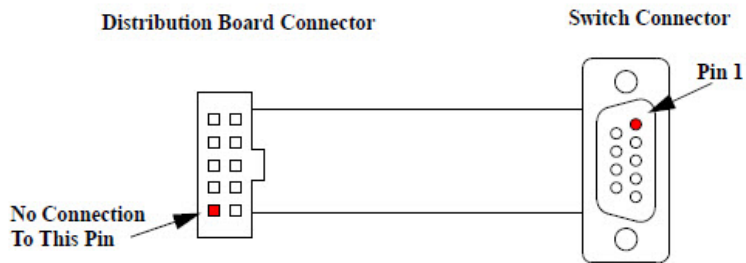 Distribution Board Connector
Switch Connector
Pin 1
No Connection
To This Pin